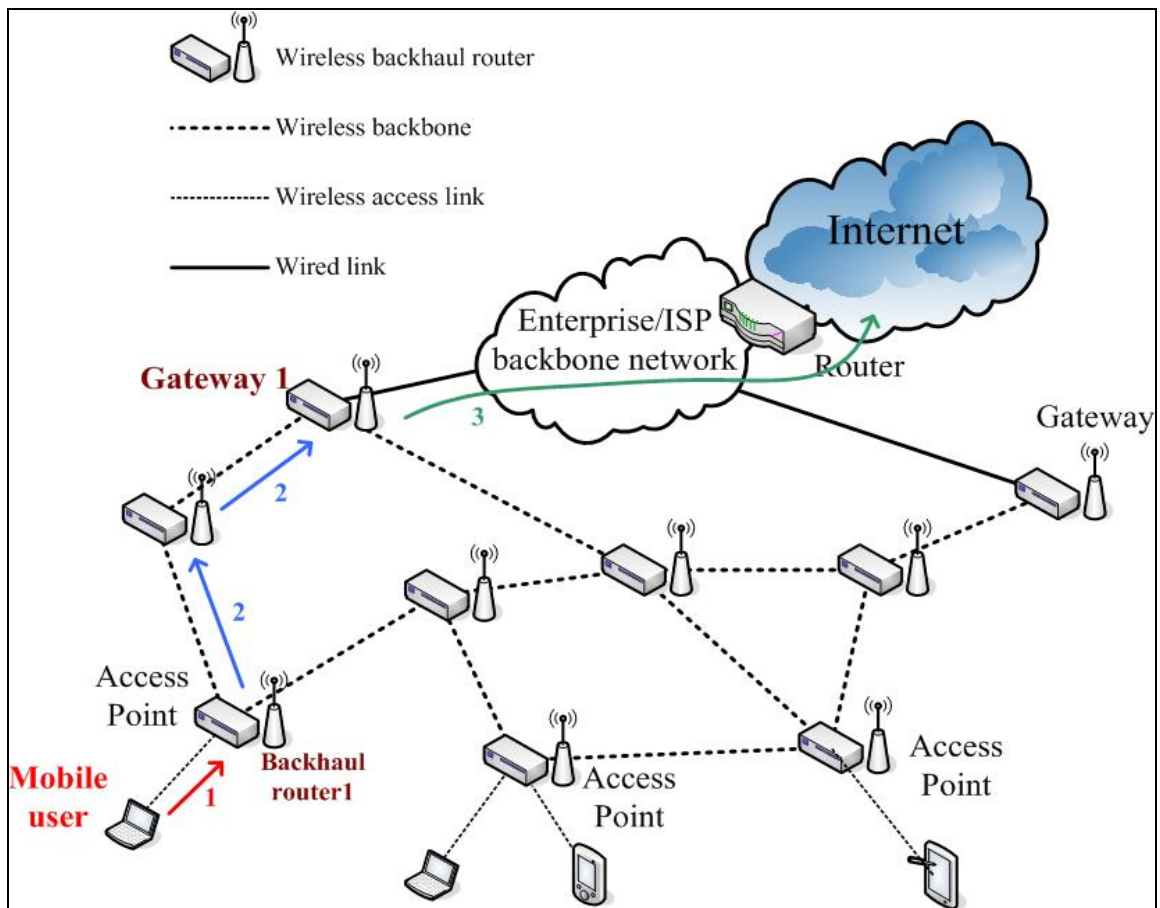 Wireless backhaul router
Wireless backbone
Wireless access link
Wired link
Internet
Enterprise/ISP
backbone network
Router
Gateway 1
3
Gateway
2
2
Access
Point
Backhaul
router1
Mobile
user
1
Access
Point
Access
Point